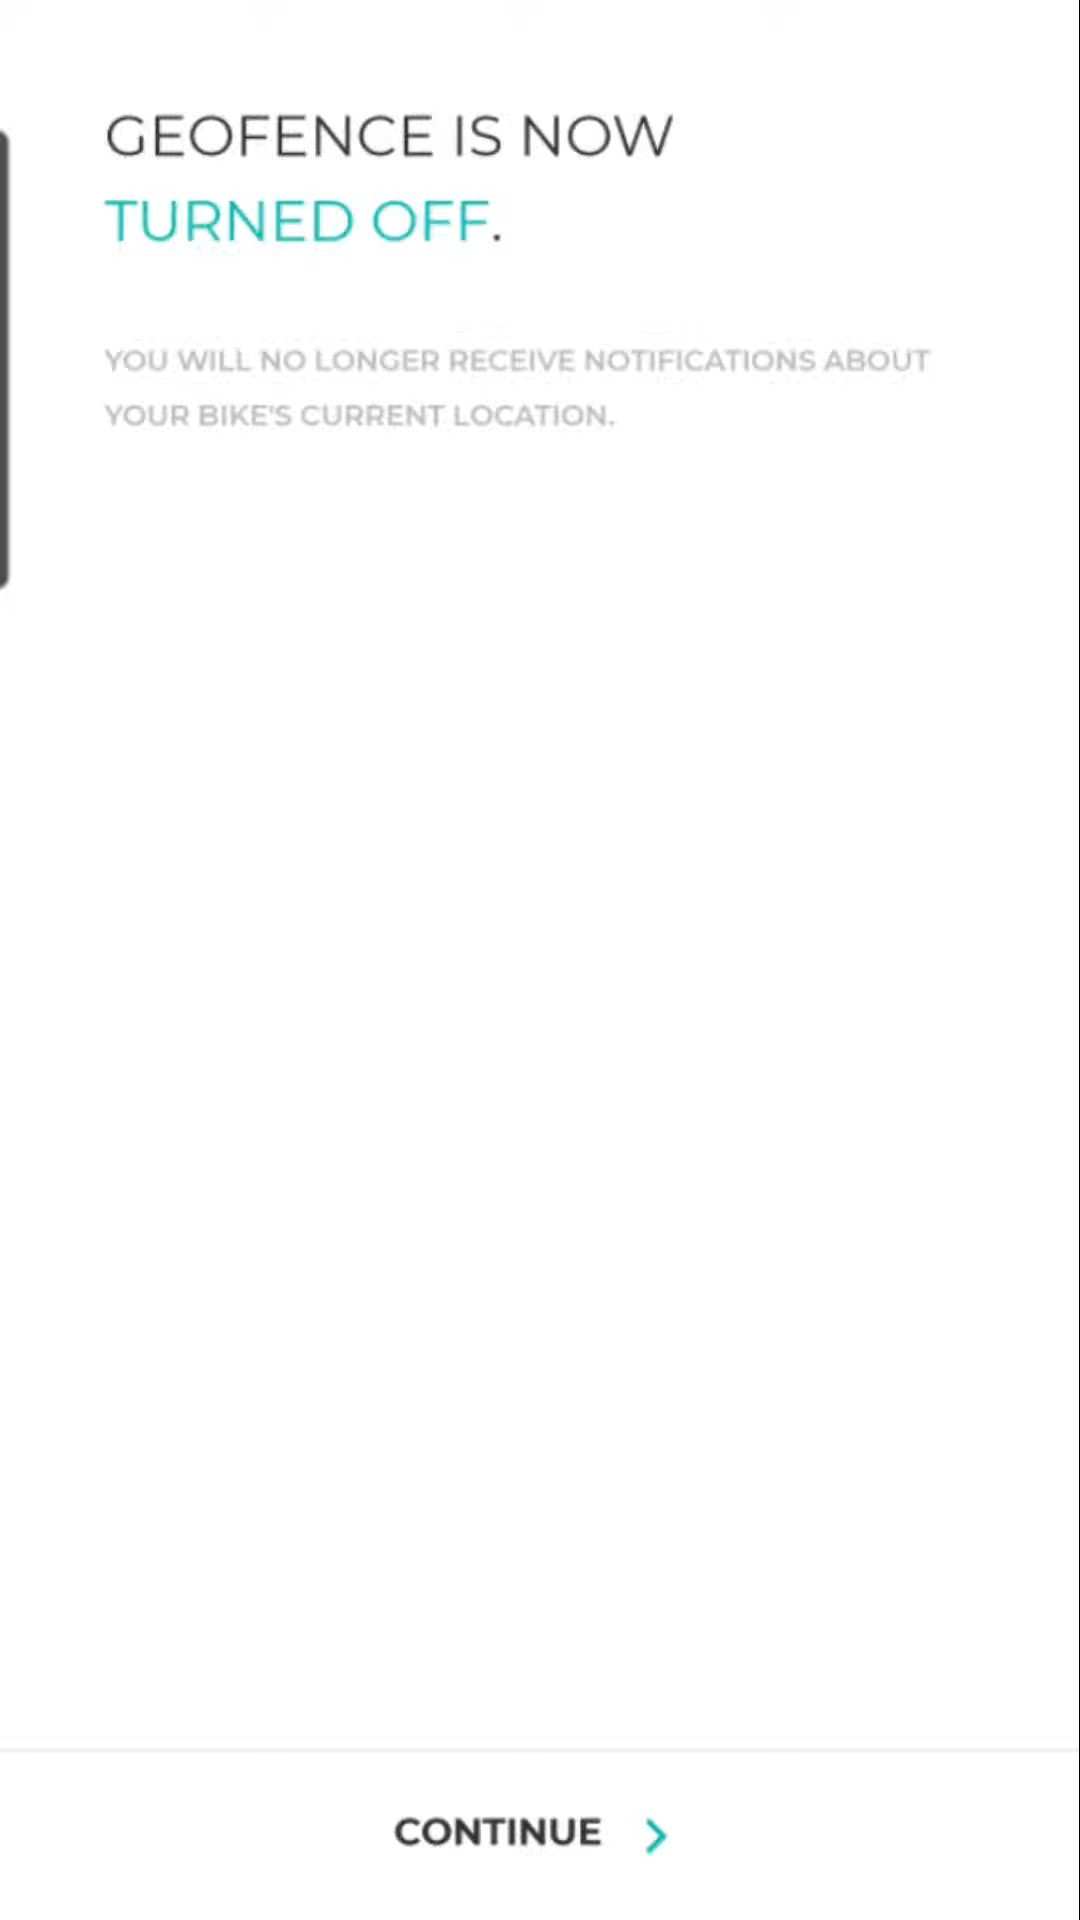 GEOFENCE IS NOW
TURNED OFF.
YOU WILL NO LONGER RECEIVE NOTIFICATIONS ABOUT
YOUR BIKE'S CURRENT LOCATION.
CONTINUE